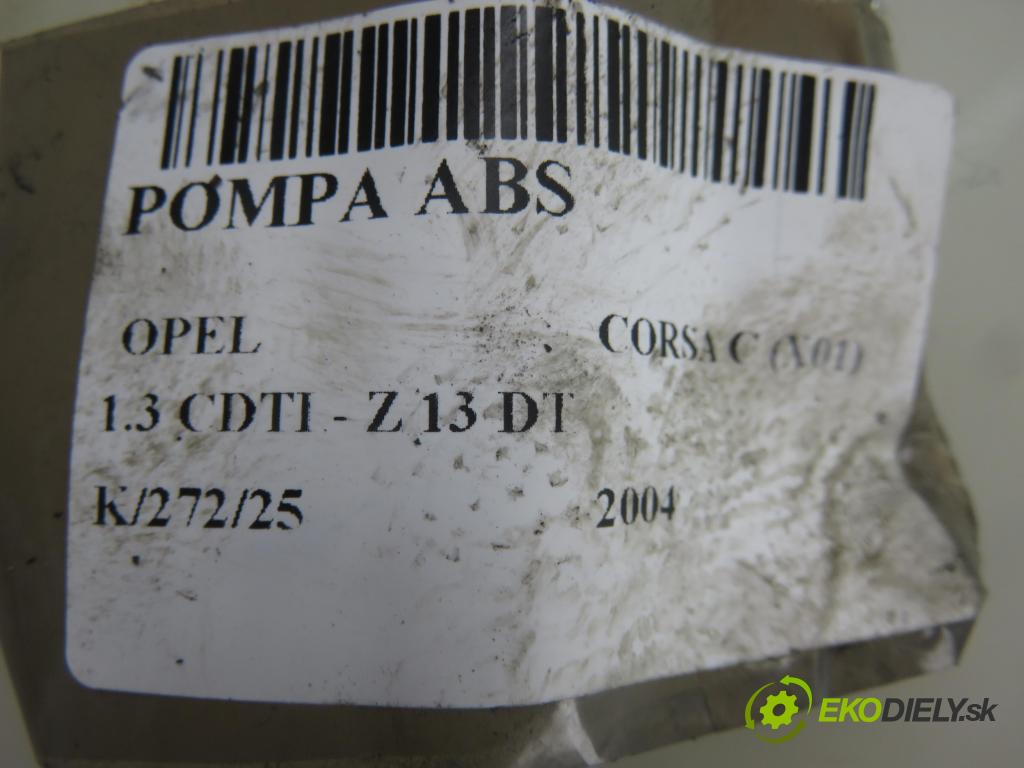 POMPA ABS
OPEL CORSA C (X01)
1.3 CDTI - Z 13 DT
K/272/25 2004
EKODIELY.sk